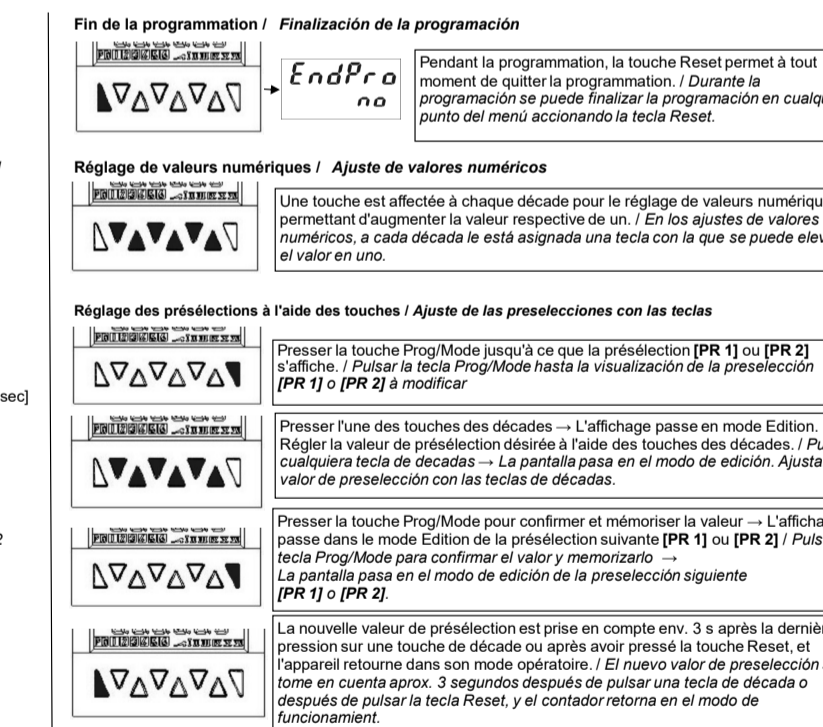 Fin de la programmation / Finalización de la programación
EndPro
no
Pendant la programmation, la touche Reset permet à tout
moment de quitter la programmation. / Durante la
programación se puede finalizar la programación en
punto del menú accionando la tecla Reset.
Réglage de valeurs numériques / Ajuste de valores numéricos
Une touche est affectée à chaque décade pour le réglage de valeurs
permettant d'augmenter la valeur respective de un. / En los ajustes de valores
numéricos, a cada década le está asignada una tecla con la que se puede
el valor en uno.
Réglage des présélections à l'aide des touches / Ajuste de las preselecciones con las teclas
Presser la touche Prog/Mode jusqu'à ce que la présélection [PR 1] ou [PR 2]
s'affiche. / Pulsar la tecla Prog/Mode hasta la visualización de la preselección
[PR 1] o [PR 2] à modificar
sec]
Presser l'une des touches des décades → L'affichage passe en mode Edition.
Régler la valeur de présélection désirée à l'aide des touches des décades. /
cualquiera tecla de decadas → La pantalla pasa en el modo de edición.
valor de preselección con las teclas de décadas.
Presser la touche Prog/Mode pour confirmer et mémoriser la valeur →
passe dans le mode Edition de la présélection suivante [PR 1] ou [PR 2] /
tecla Prog/Mode para confirmar el valor y memorizarlo →
La pantalla pasa en el modo de edición de la preselección siguiente
[PR 1] o [PR 2].
La nouvelle valeur de présélection est prise en compte env. 3 s après la
pression sur une touche de décade ou après avoir pressé la touche Reset, et
l'appareil retourne dans son mode opératoire. / El nuevo valor de preselección
tome en cuenta aprox. 3 segundos después de pulsar una tecla de década o
después de pulsar la tecla Reset, y el contador retorna en el modo de
funcionamient.